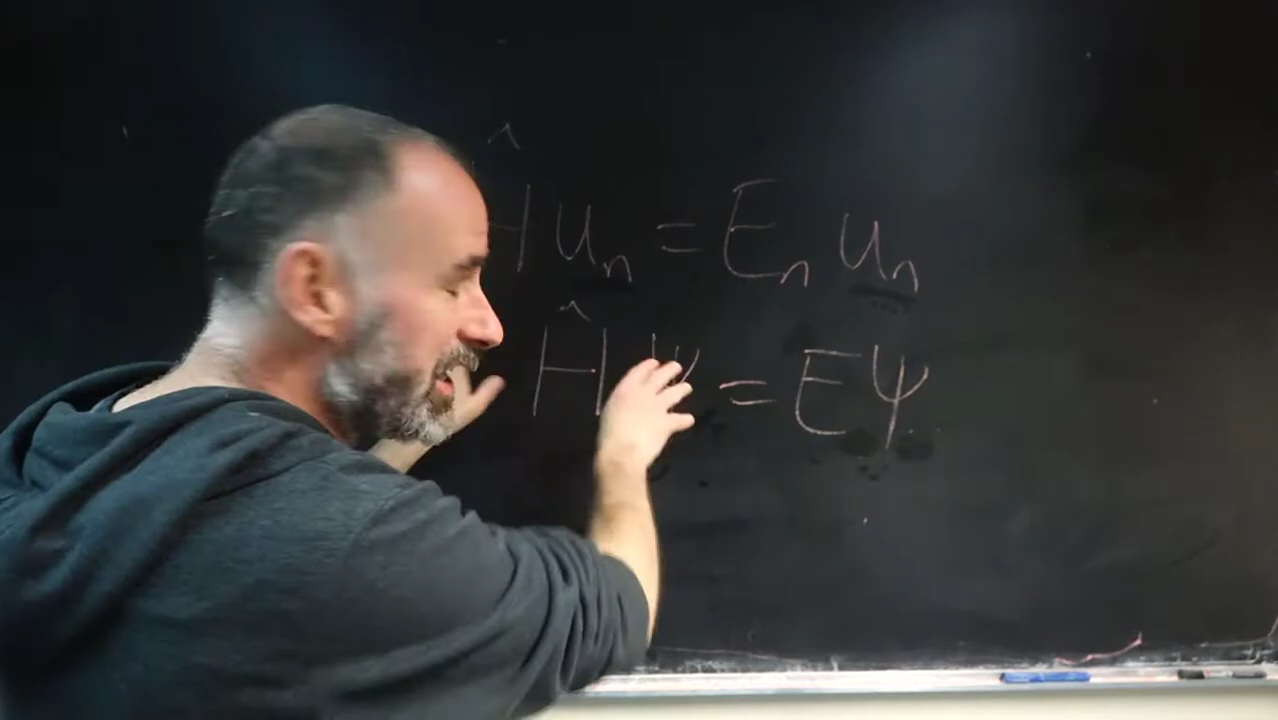 Ĥ uₙ = Eₙ uₙ
Ĥ ψ = E ψ